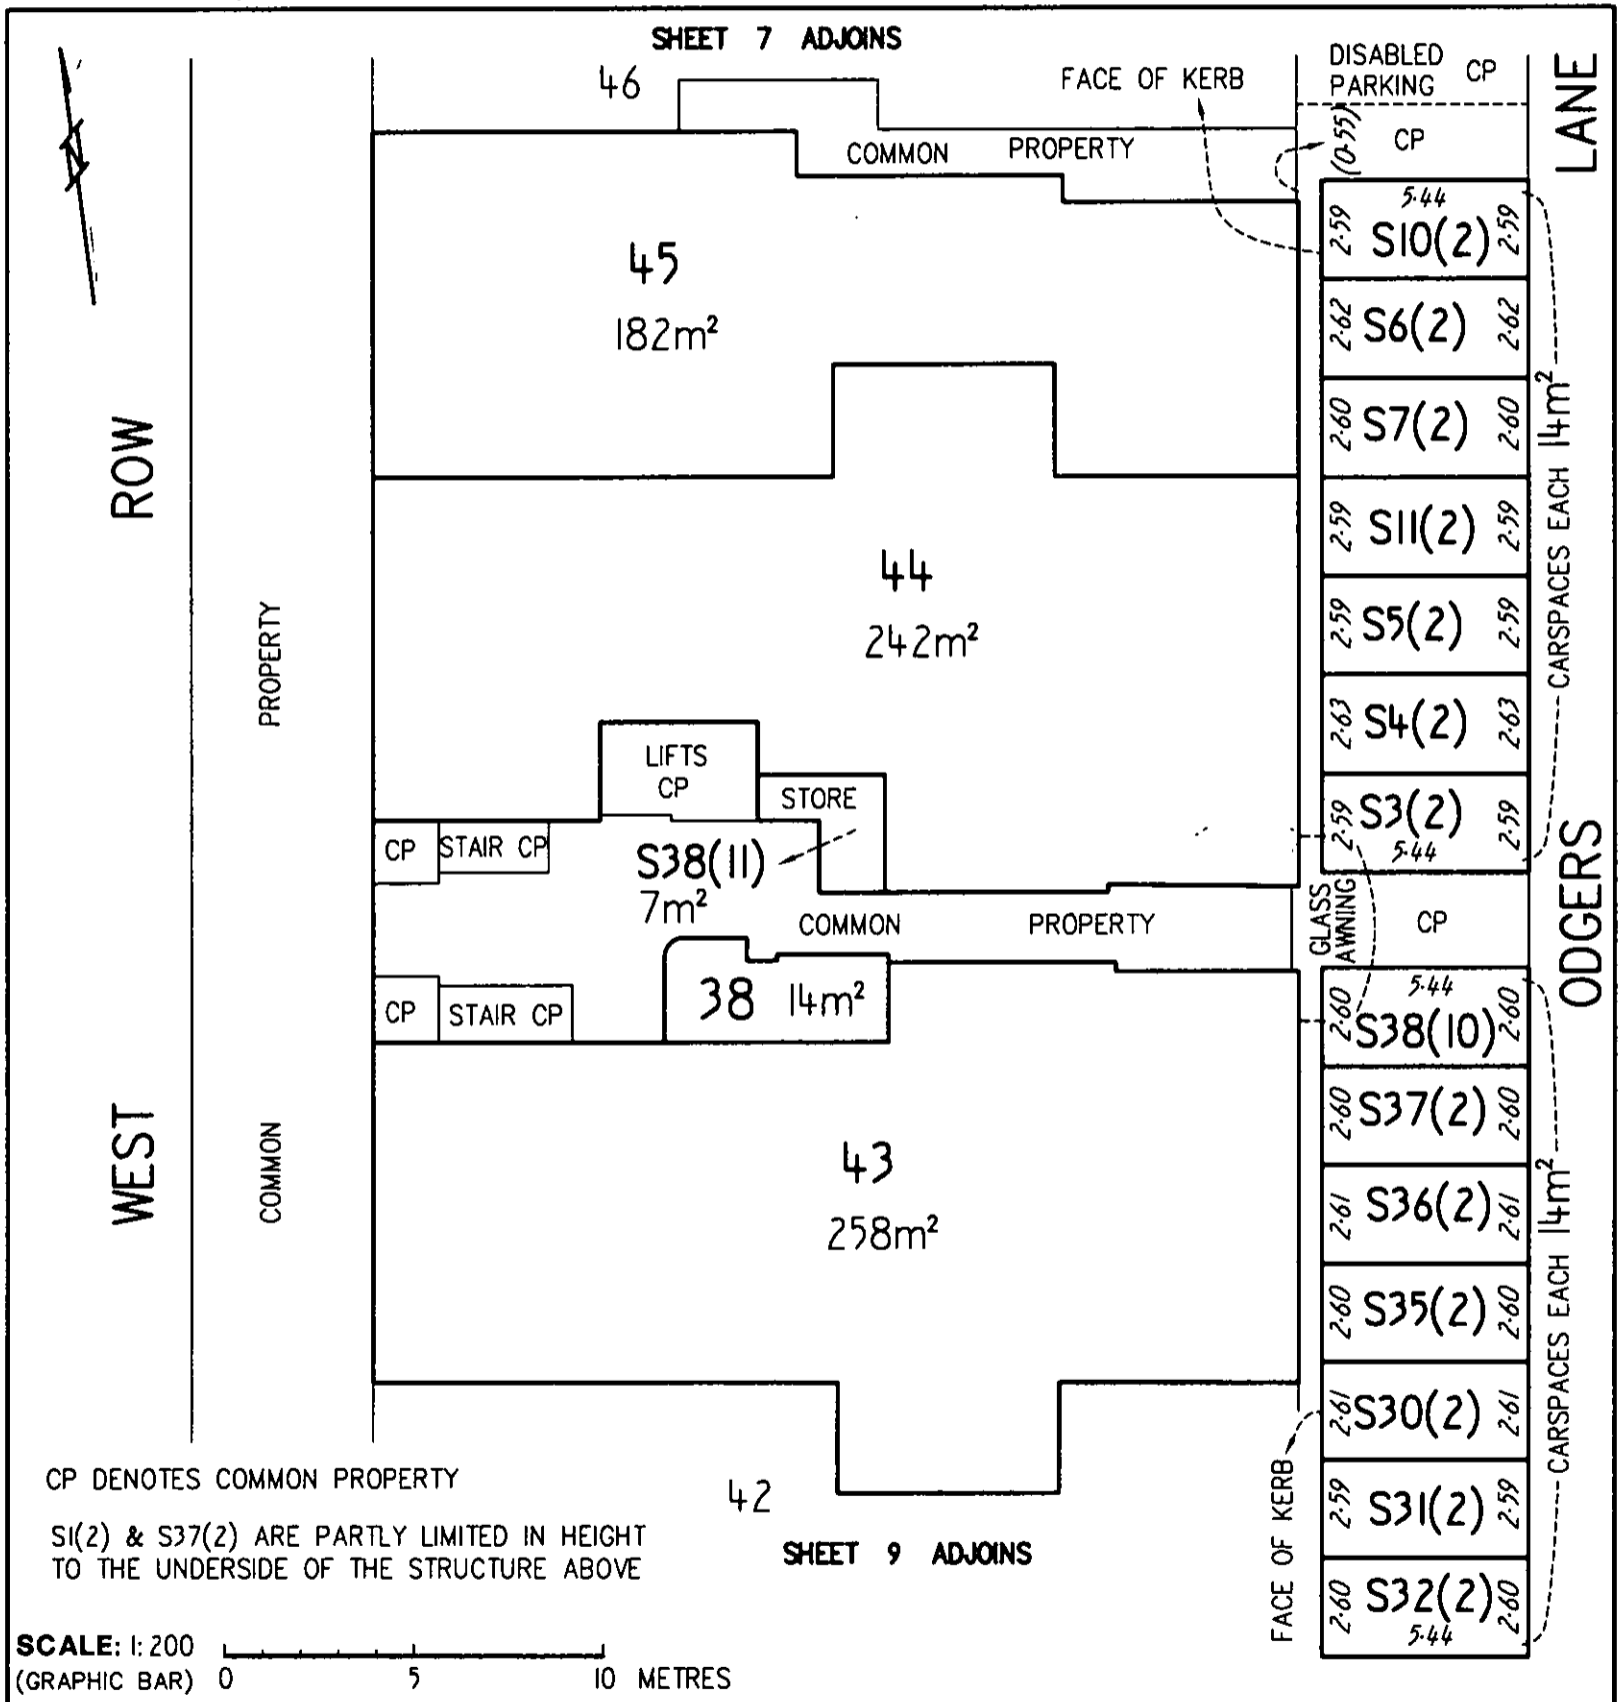 SHEET 7 ADJOINS
46
FACE OF KERB
DISABLED
PARKING
CP
LANE
COMMON PROPERTY
(0·55)
CP
5·44
2·59 S10(2) 2·59
45
182m²
2·62 S6(2) 2·62
2·60 S7(2) 2·60
CARSPACES EACH 14m²
ROW
2·59 S11(2) 2·59
44
242m²
2·59 S5(2) 2·59
PROPERTY
2·63 S4(2) 2·63
LIFTS
CP
STORE
2·59 S3(2) 2·59
5·44
CP
STAIR CP
S38(11)
7m²
COMMON PROPERTY
GLASS
AWNING
CP
ODGERS
38 14m²
CP
STAIR CP
5·44
2·60 S38(10) 2·60
2·60 S37(2) 2·60
WEST
COMMON
43
258m²
2·61 S36(2) 2·61
CARSPACES EACH 14m²
2·60 S35(2) 2·60
2·61 S30(2) 2·61
FACE OF KERB
CP DENOTES COMMON PROPERTY
42
2·59 S31(2) 2·59
S1(2) & S37(2) ARE PARTLY LIMITED IN HEIGHT
TO THE UNDERSIDE OF THE STRUCTURE ABOVE
SHEET 9 ADJOINS
2·60 S32(2) 2·60
5·44
SCALE: 1:200
(GRAPHIC BAR) 0 5 10 METRES
N